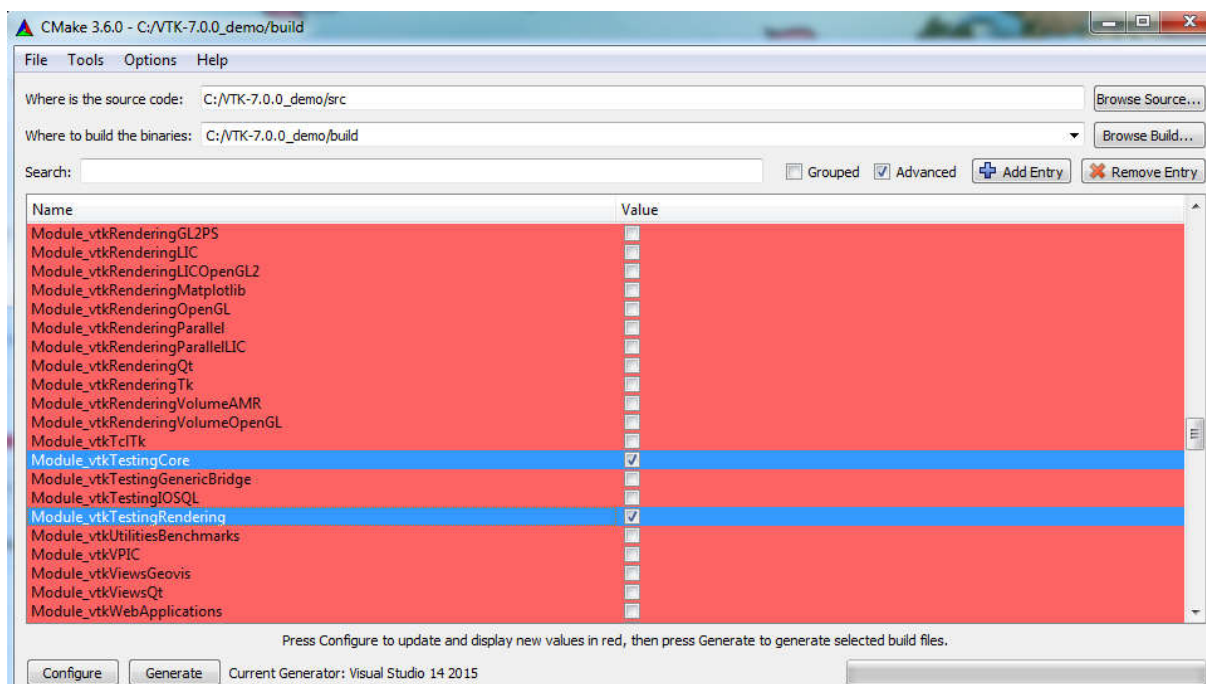 CMake 3.6.0 - C:/VTK-7.0.0_demo/build
File Tools Options Help
Where is the source code: C:/VTK-7.0.0_demo/src Browse Source...
Where to build the binaries: C:/VTK-7.0.0_demo/build Browse Build...
Search: Grouped Advanced Add Entry Remove Entry
Name Value
Module_vtkRenderingGL2PS
Module_vtkRenderingLIC
Module_vtkRenderingLICOpenGL2
Module_vtkRenderingMatplotlib
Module_vtkRenderingOpenGL
Module_vtkRenderingParallel
Module_vtkRenderingParallelLIC
Module_vtkRenderingQt
Module_vtkRenderingTk
Module_vtkRenderingVolumeAMR
Module_vtkRenderingVolumeOpenGL
Module_vtkTclTk
Module_vtkTestingCore
Module_vtkTestingGenericBridge
Module_vtkTestingIOSQL
Module_vtkTestingRendering
Module_vtkUtilitiesBenchmarks
Module_vtkVPIC
Module_vtkViewsGeovis
Module_vtkViewsQt
Module_vtkWebApplications
Press Configure to update and display new values in red, then press Generate to generate selected build files.
Configure Generate Current Generator: Visual Studio 14 2015